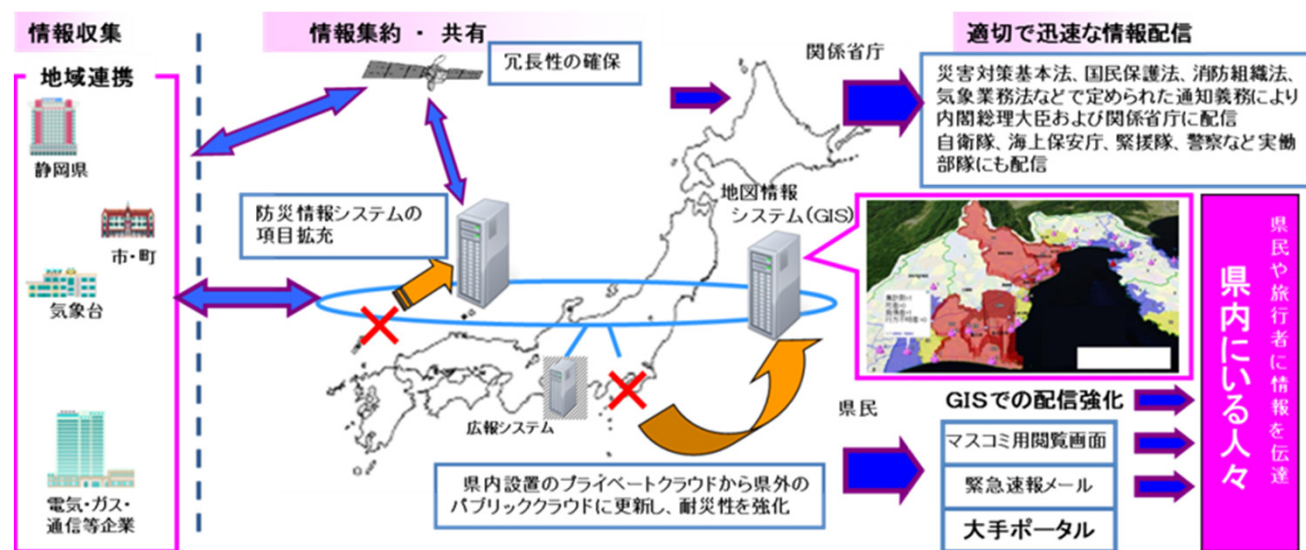 情報収集
地域連携
静岡県
市・町
気象台
電気・ガス・
通信等企業
情報集約 ・ 共有
冗長性の確保
防災情報システムの
項目拡充
広報システム
県内設置のプライベートクラウドから県外の
パブリッククラウドに更新し、耐災性を強化
地図情報
システム(GIS)
関係省庁
県民
適切で迅速な情報配信
災害対策基本法、国民保護法、消防組織法、
気象業務法などで定められた通知義務により
内閣総理大臣および関係省庁に配信
自衛隊、海上保安庁、緊援隊、警察など実働
部隊にも配信
GISでの配信強化
マスコミ用閲覧画面
緊急速報メール
大手ポータル
県民や旅行者に情報を伝達
県内にいる人々